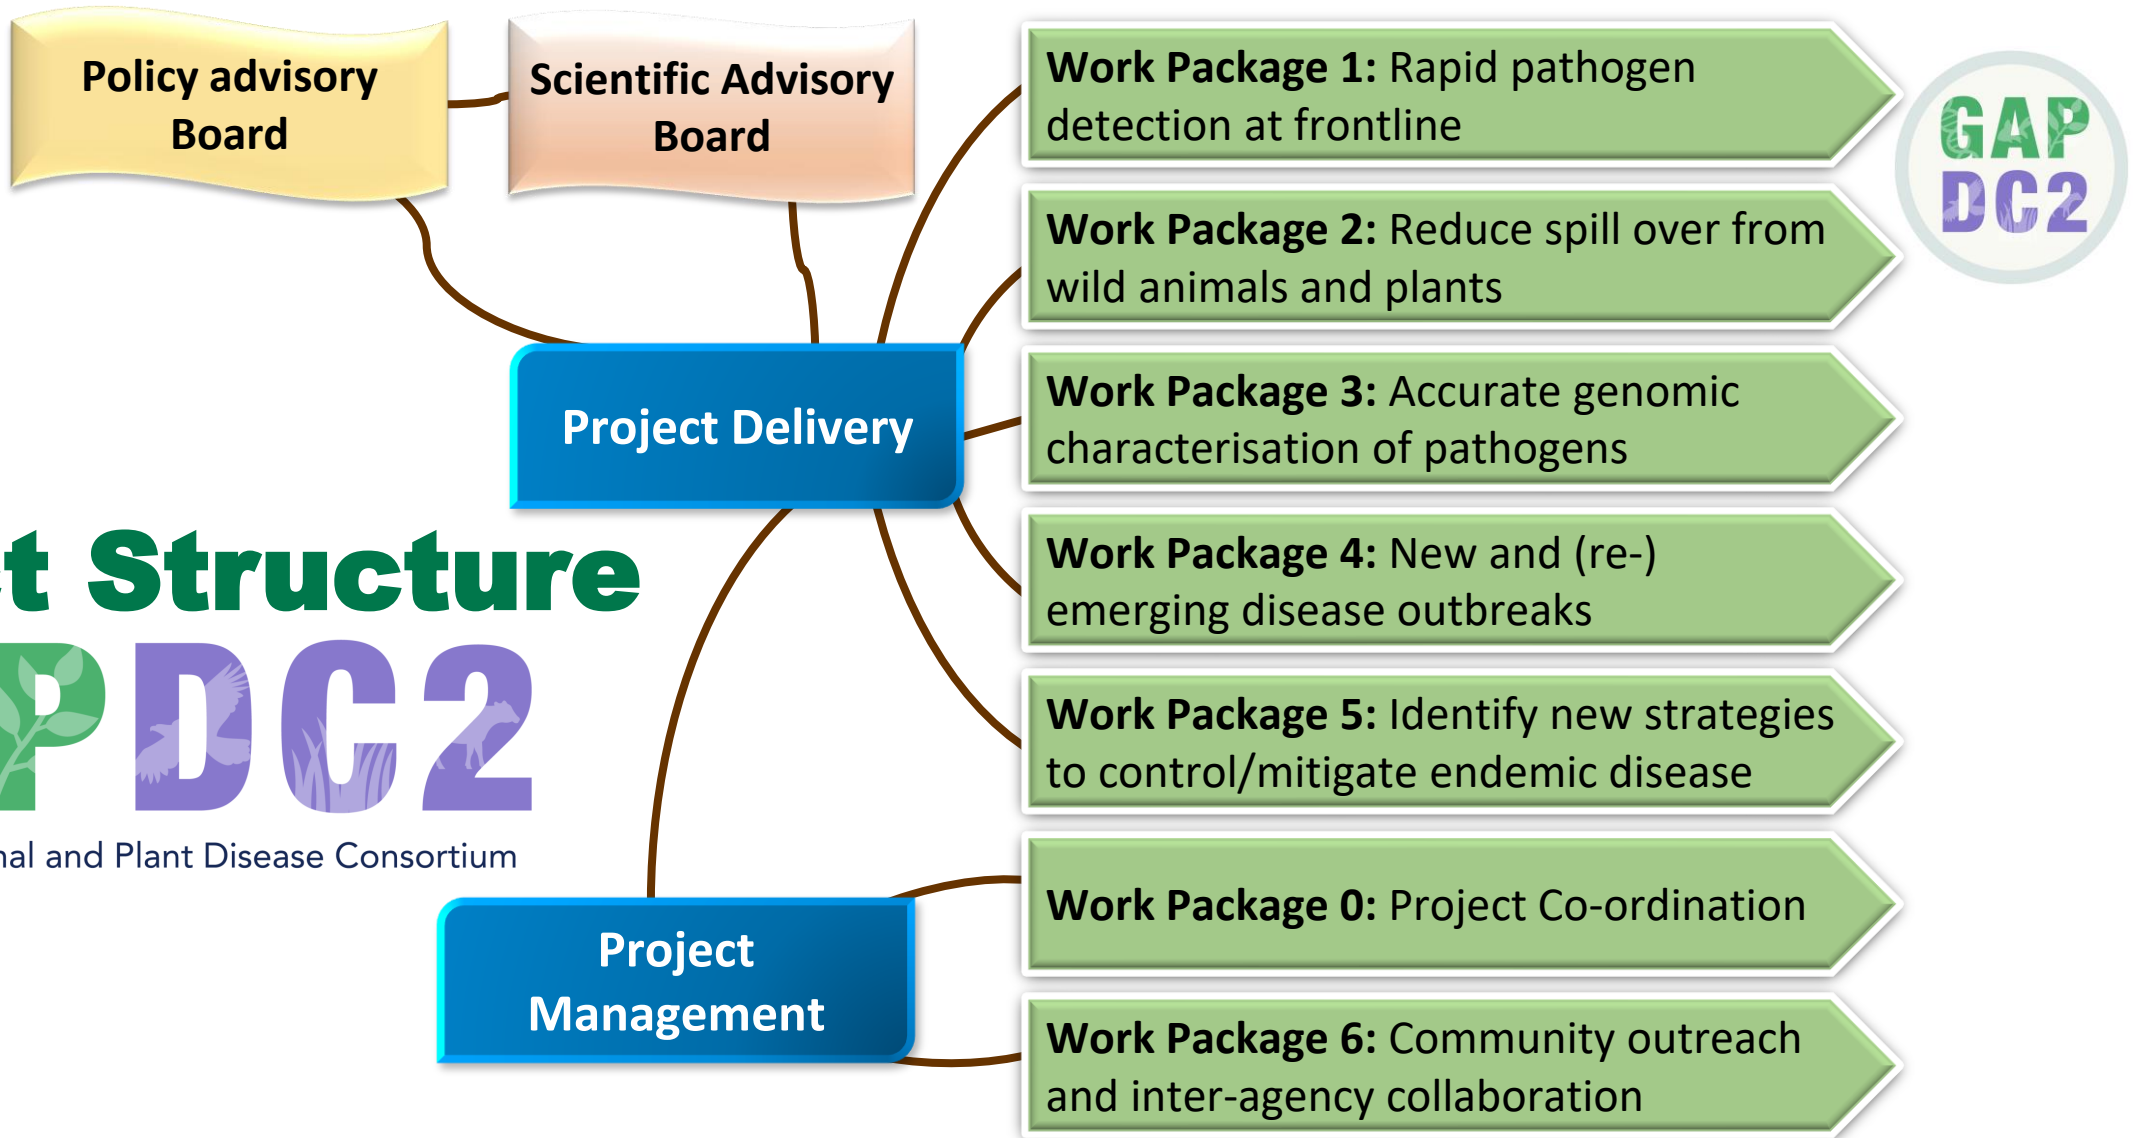 Policy advisory
Board
Scientific Advisory
Board
Work Package 1: Rapid pathogen
detection at frontline
GAP
DC2
Work Package 2: Reduce spill over from
wild animals and plants
Project Delivery
Work Package 3: Accurate genomic
characterisation of pathogens
Work Package 4: New and (re-)
emerging disease outbreaks
Structure
PDC2
and Plant Disease Consortium
Work Package 5: Identify new strategies
to control/mitigate endemic disease
Project
Management
Work Package 0: Project Co-ordination
Work Package 6: Community outreach
and inter-agency collaboration